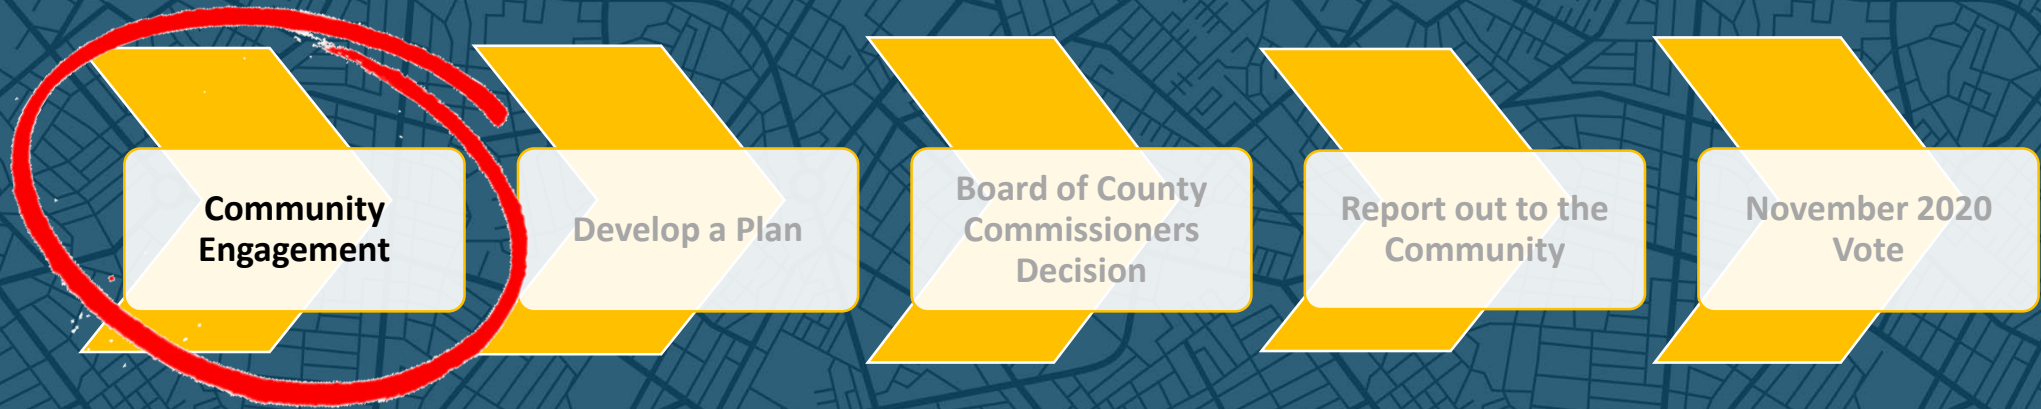 Community
Engagement
Develop a Plan
Board of County
Commissioners
Decision
Report out to the
Community
November 2020
Vote